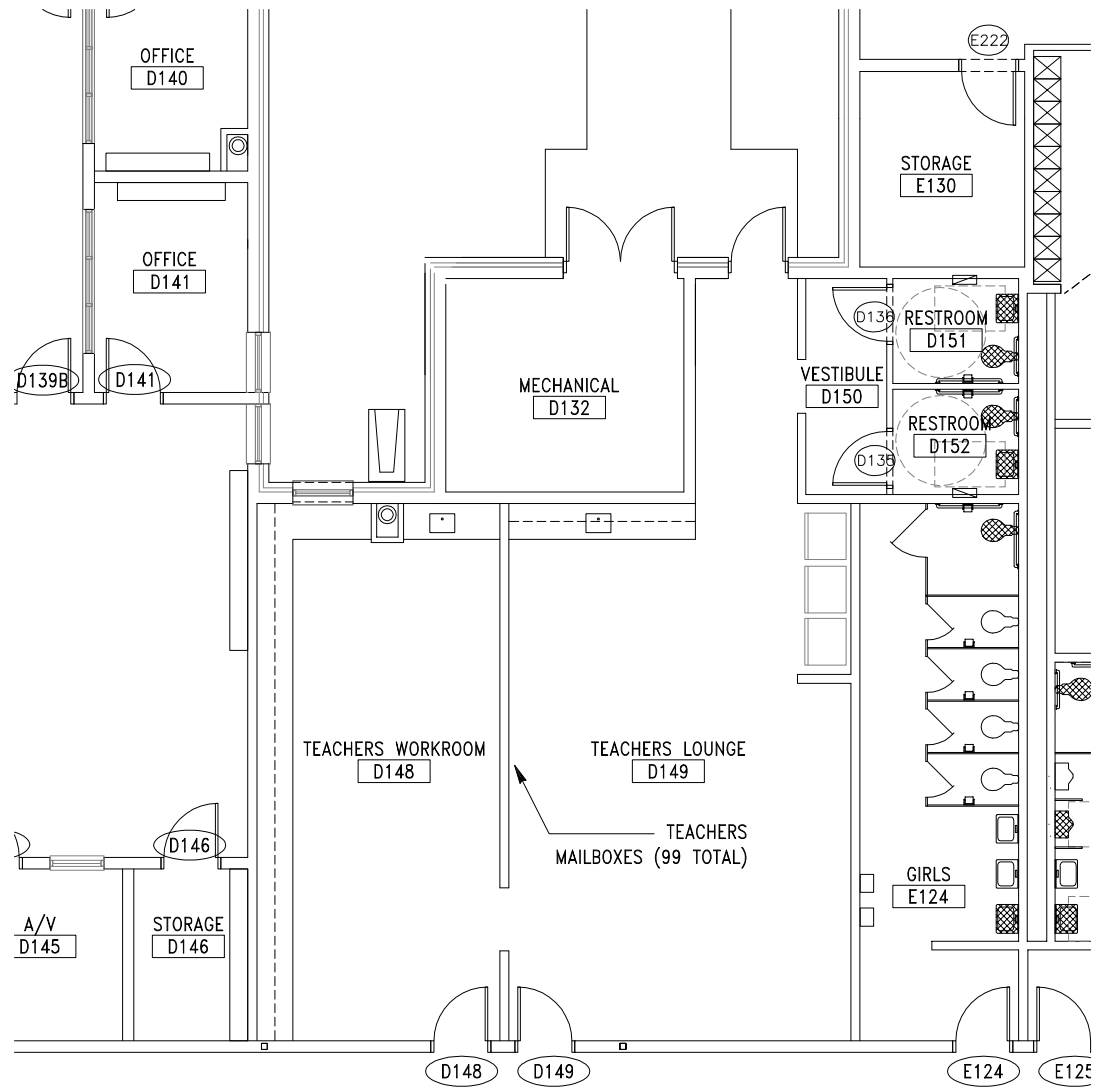 E222
OFFICE
D140
STORAGE
E130
OFFICE
D141
D136
RESTROOM
D151
D139B
D141
MECHANICAL
D132
VESTIBULE
D150
RESTROOM
D152
D135
TEACHERS WORKROOM
D148
TEACHERS LOUNGE
D149
TEACHERS
MAILBOXES (99 TOTAL)
D146
GIRLS
E124
A/V
D145
STORAGE
D146
D148
D149
E124
E125